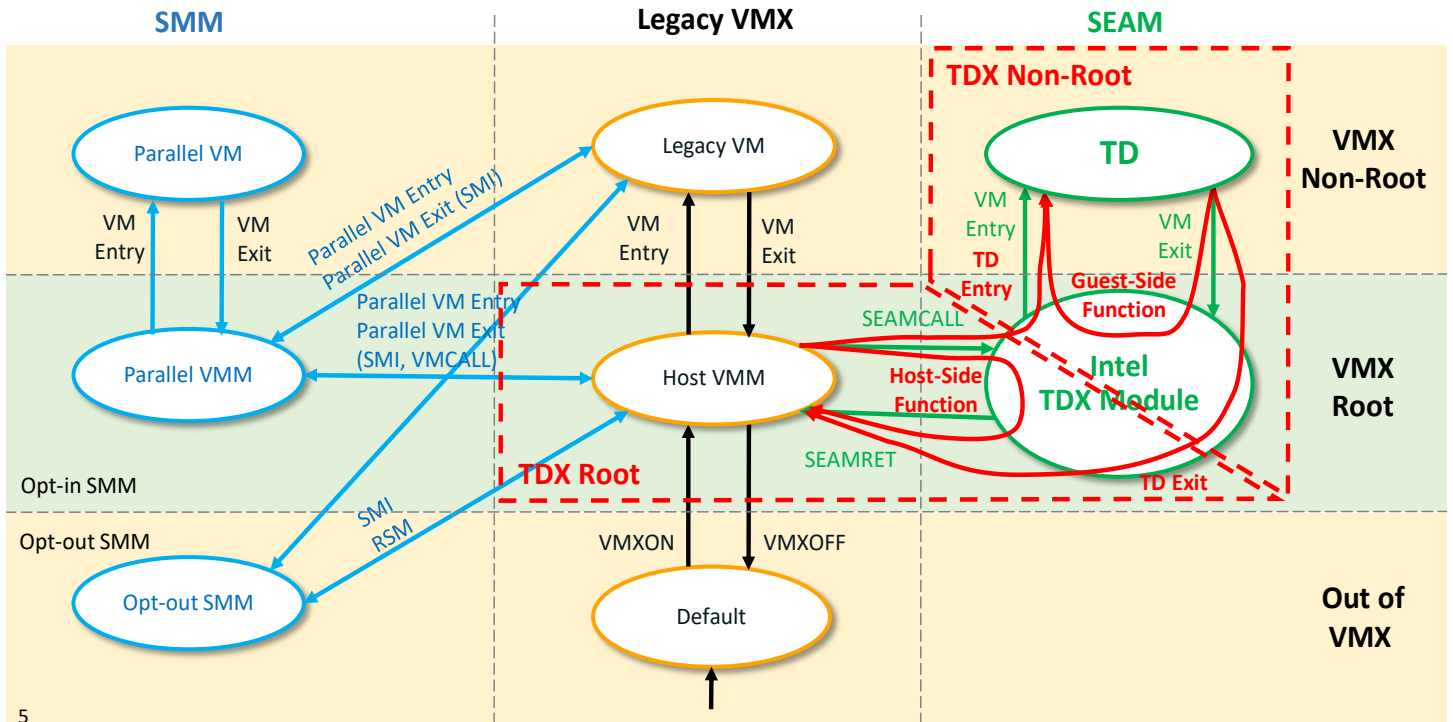 SMM
Legacy VMX
SEAM
TDX Non-Root
Parallel VM
Legacy VM
TD
VMX
Non-Root
Parallel VM Entry
Parallel VM Exit (SMI)
VM
Entry
VM
Exit
VM
Entry
VM
Exit
VM
Entry
VM
Exit
TD
Entry
Guest-Side
Function
Parallel VM Entry
Parallel VM Exit
(SMI, VMCALL)
SEAMCALL
Parallel VMM
Host VMM
Host-Side
Function
Intel
TDX Module
VMX
Root
SEAMRET
TDX Root
TD Exit
Opt-in SMM
SMI
RSM
Opt-out SMM
VMXON
VMXOFF
Opt-out SMM
Default
Out of
VMX
5